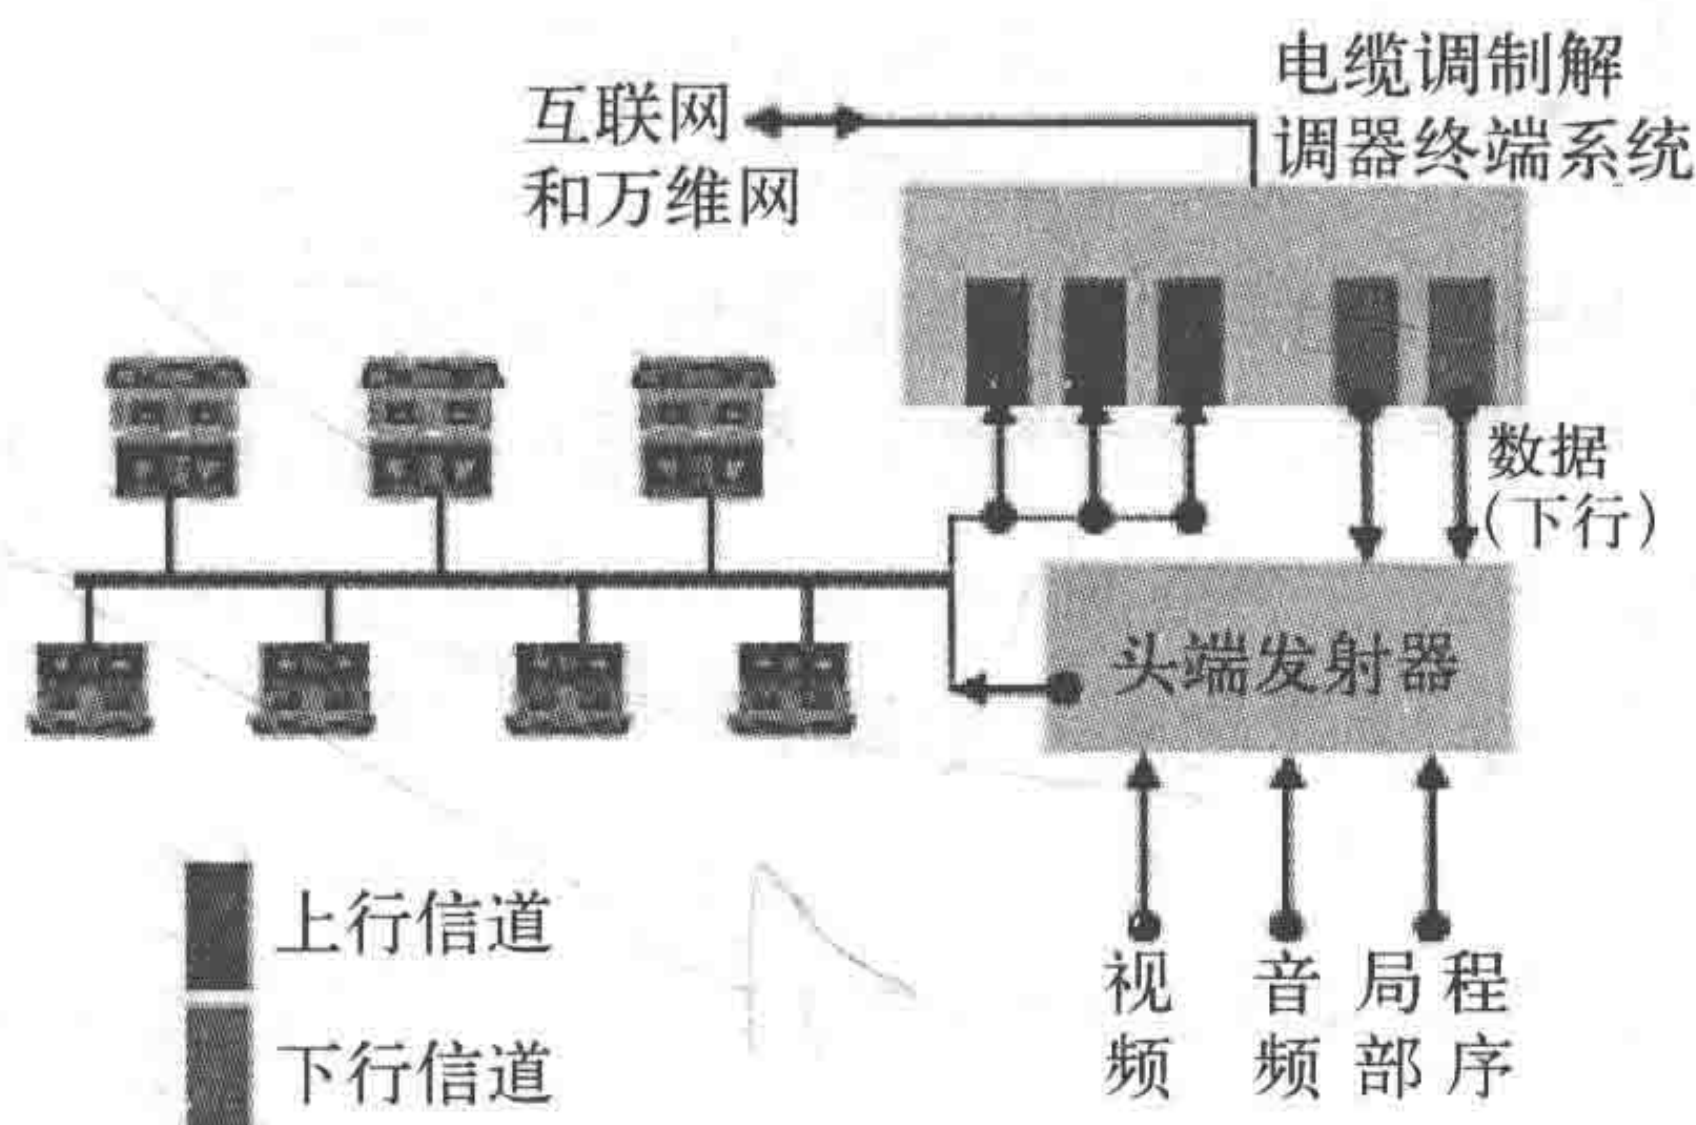 电缆调制解
调器终端系统
互联网
和万维网
数据
(下行)
头端发射器
上行信道
下行信道
视频
音频
局部
程序